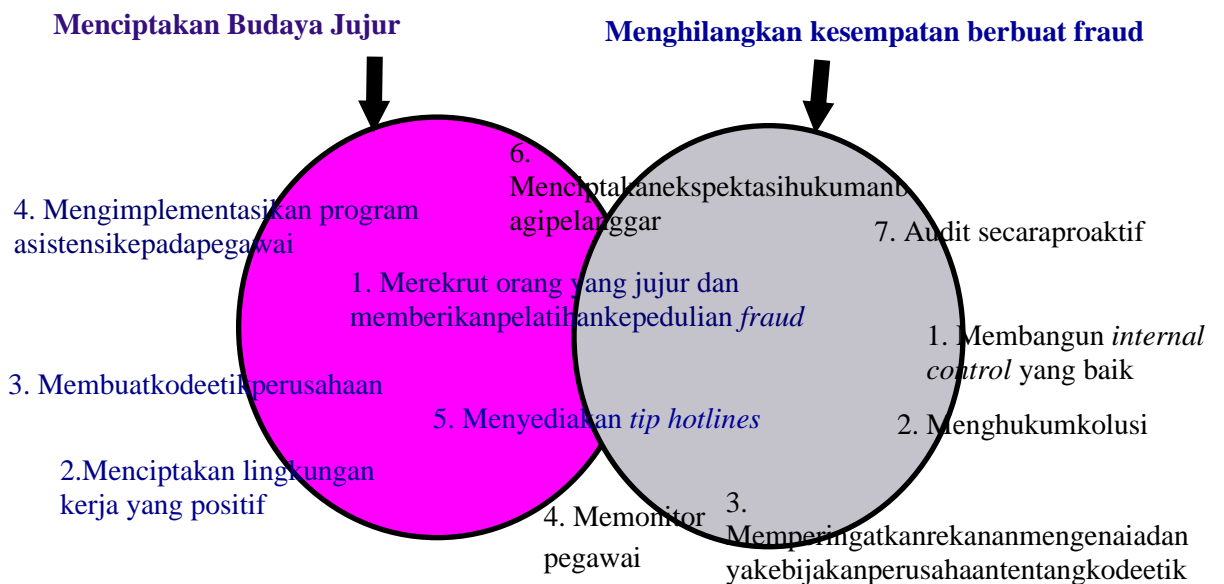 Menciptakan Budaya Jujur
Menghilangkan kesempatan berbuat fraud
6.
Menciptakanekspektasihukumanb
agipelanggar
4. Mengimplementasikan program
asistensikepadapegawai
7. Audit secaraproaktif
1. Merekrut orang yang jujur dan
memberikanpelatihankepedulian fraud
1. Membangun internal
control yang baik
3. Membuatkodeetikperusahaan
5. Menyediakan tip hotlines
2. Menghukumkolusi
2.Menciptakan lingkungan
kerja yang positif
4. Memonitor
pegawai
3.
Memperingatkanrekananmengenaiadan
yakebijakanperusahaantentangkodeetik